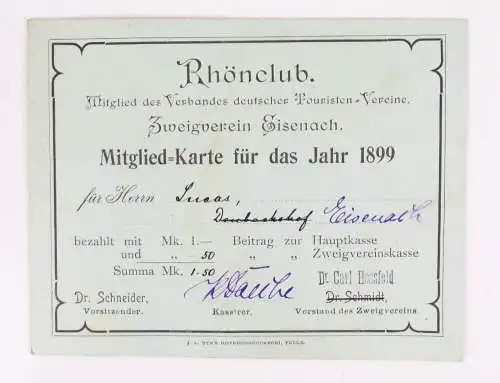 Rhönclub.
Mitglied des Verbandes deutscher Touristen-Vereine.
Zweigverein Eisenach.
Mitglied=Karte für das Jahr 1899
für Herrn Lucas,
Eisenach
bezahlt mit Mk. 1.— Beitrag zur Hauptkasse
und „ —50 „ „ Zweigvereinskasse
Summa Mk. 1.50
Dr. Carl
Dr. Schneider, Dr. Schmidt,
Vorsitzender. Kassirer. Vorstand des Zweigvereins.
FULDA.